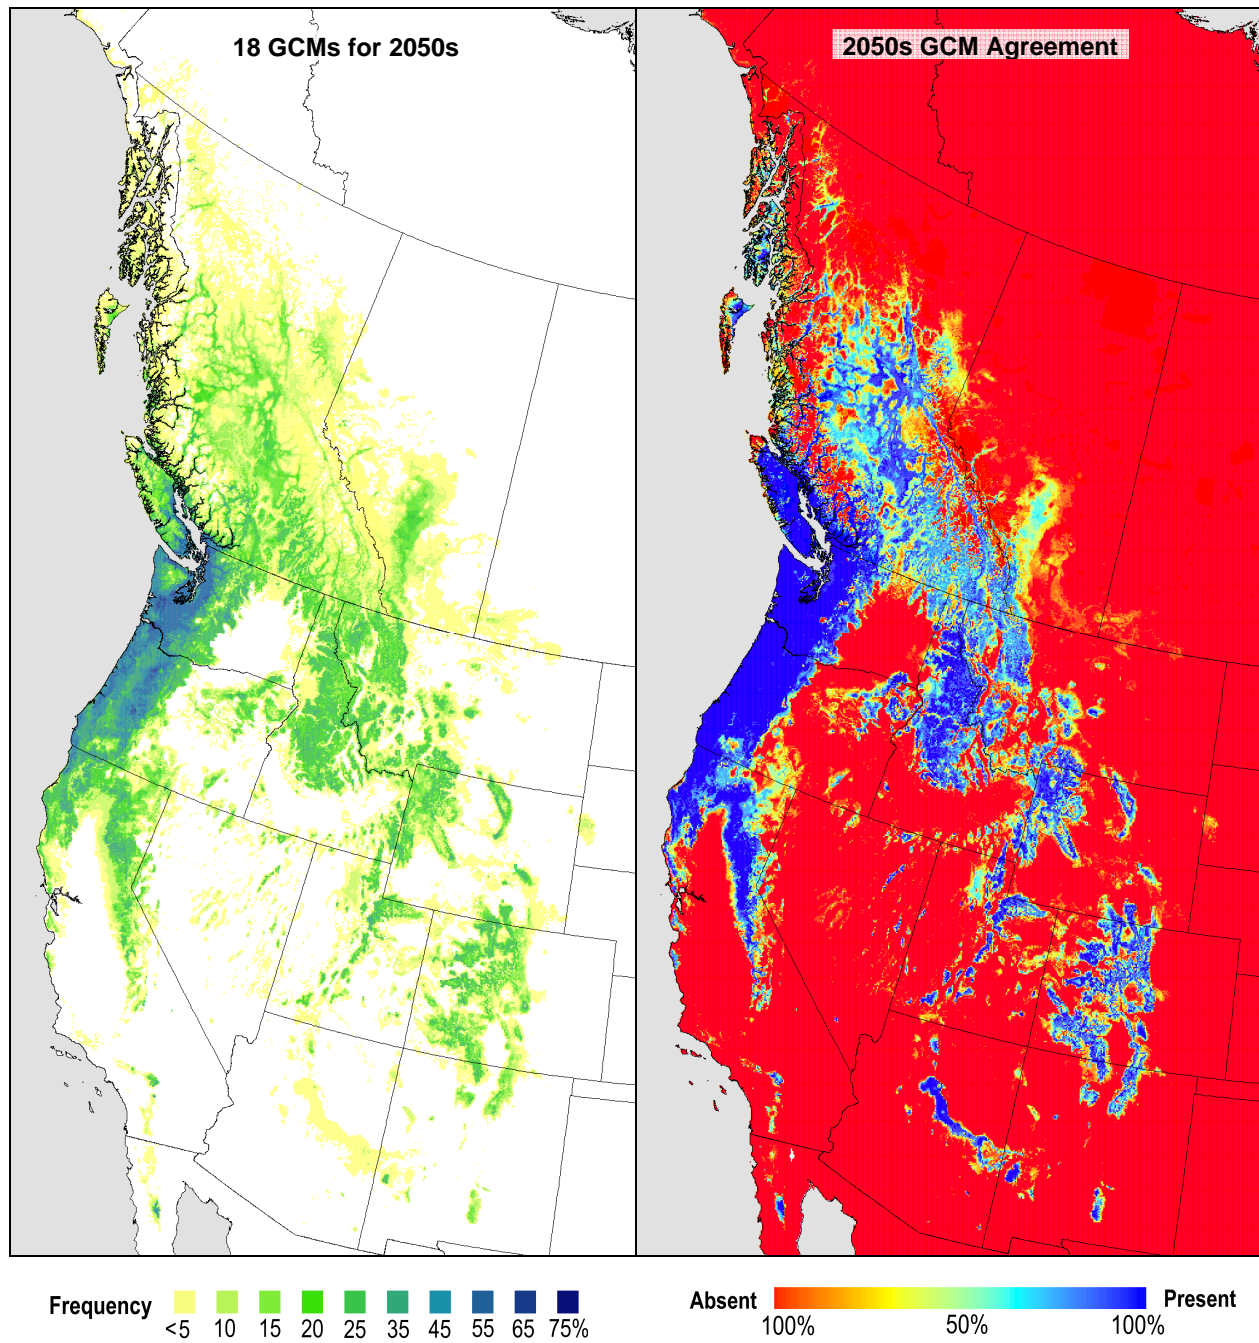 18 GCMs for 2050s
2050s GCM Agreement
Frequency
<5 10 15 20 25 35 45 55 65 75%
Absent Present
100% 50% 100%